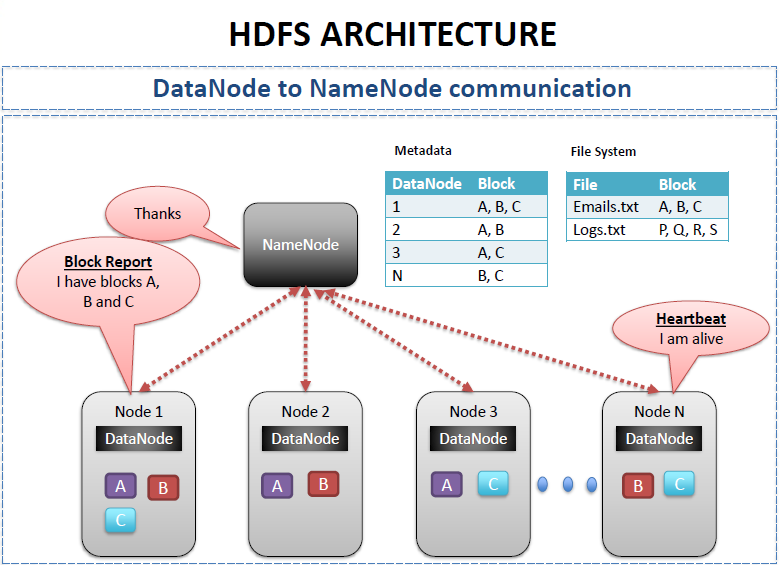 HDFS ARCHITECTURE
DataNode to NameNode communication
Metadata
DataNode Block
1 A, B, C
2 A, B
3 A, C
N B, C
File System
File Block
Emails.txt A, B, C
Logs.txt P, Q, R, S
Thanks
NameNode
Block Report
I have blocks A,
B and C
Heartbeat
I am alive
Node 1
DataNode
A B
C
Node 2
DataNode
A B
Node 3
DataNode
A C
Node N
DataNode
B C